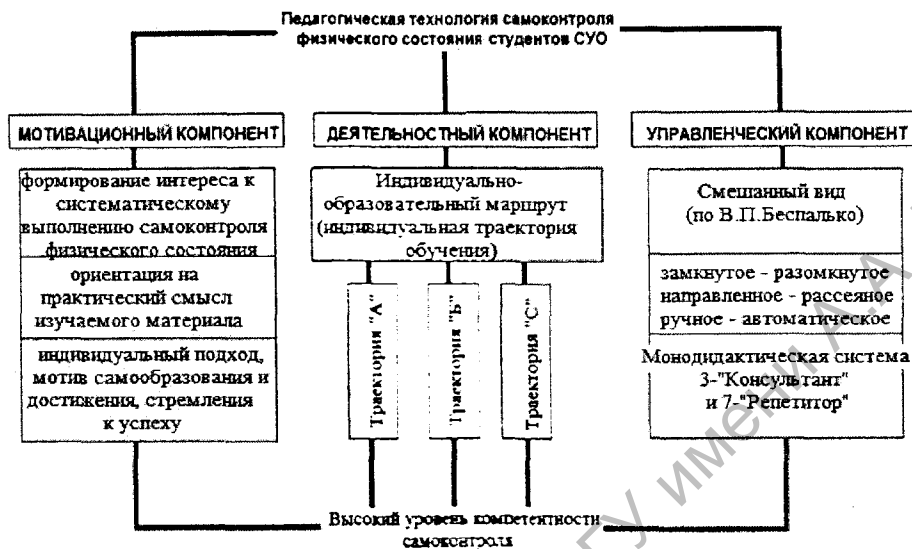 Педагогическая технология самоконтроля
физического состояния студентов СУО
МОТИВАЦИОННЫЙ КОМПОНЕНТ
формирование интереса к
систематическому
выполнению самоконтроля
физического состояния
ориентация на
практический смысл
изучаемого материала
индивидуальный подход,
мотив самообразования и
достижения, стремления
к успеху
ДЕЯТЕЛЬНОСТНЫЙ КОМПОНЕНТ
Индивидуально-
образовательный маршрут
(индивидуальная траектория
обучения)
Траектория "А"
Траектория "Б"
Траектория "С"
УПРАВЛЕНЧЕСКИЙ КОМПОНЕНТ
Смешанный вид
(по В.П.Беспалько)
замкнутое - разомкнутое
направленное - рассеяное
ручное - автоматическое
Монодидактическая система
3-"Консультант"
и 7-"Репетитор"
Высокий уровень компетентности
самоконтроля
ГУ имени А.А.